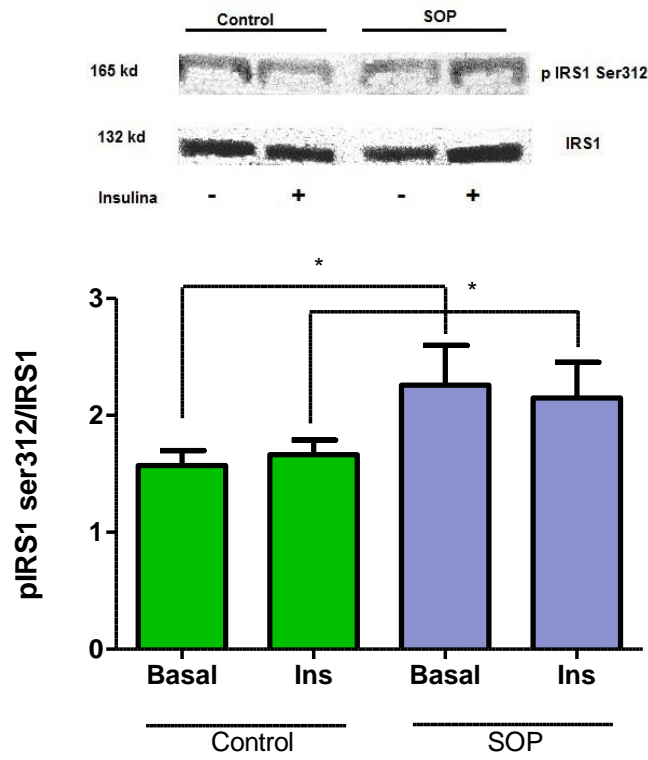 Control SOP
165 kd p IRS1 Ser312
132 kd IRS1
Insulina - + - +
* *
3
2
1
0
pIRS1 ser312/IRS1
Basal Ins Basal Ins
Control SOP